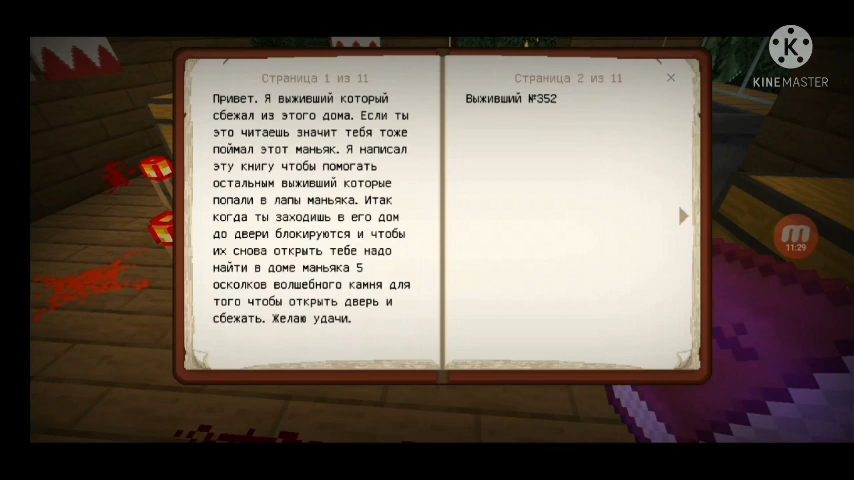 KINEMASTER
Страница 1 из 11
Привет. Я выживший который
сбежал из этого дома. Если ты
это читаешь значит тебя тоже
поймал этот маньяк. Я написал
эту книгу чтобы помогать
остальным выживший которые
попали в лапы маньяка. Итак
когда ты заходишь в его дом
до двери блокируются и чтобы
их снова открыть тебе надо
найти в доме маньяка 5
осколков волшебного камня для
того чтобы открыть дверь и
сбежать. Желаю удачи.
Страница 2 из 11
Выживший №352
11:29